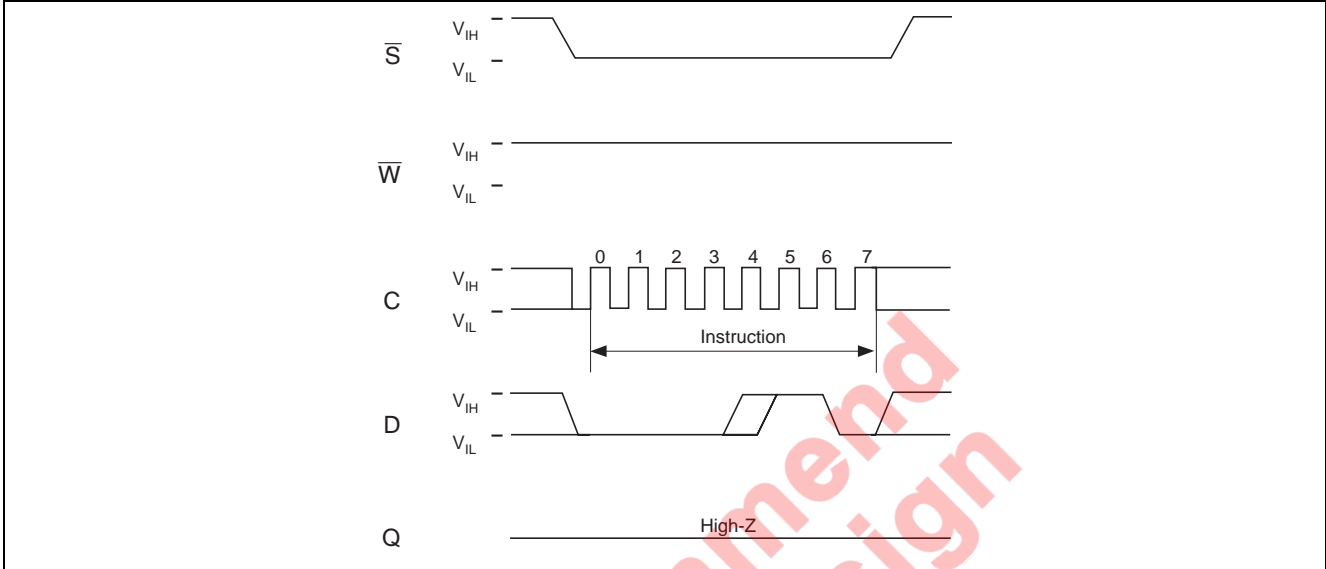 V_IH
S̅
V_IL
V_IH
W̅
V_IL
0 1 2 3 4 5 6 7
V_IH
C
V_IL
Instruction
V_IH
D
V_IL
Q
High-Z